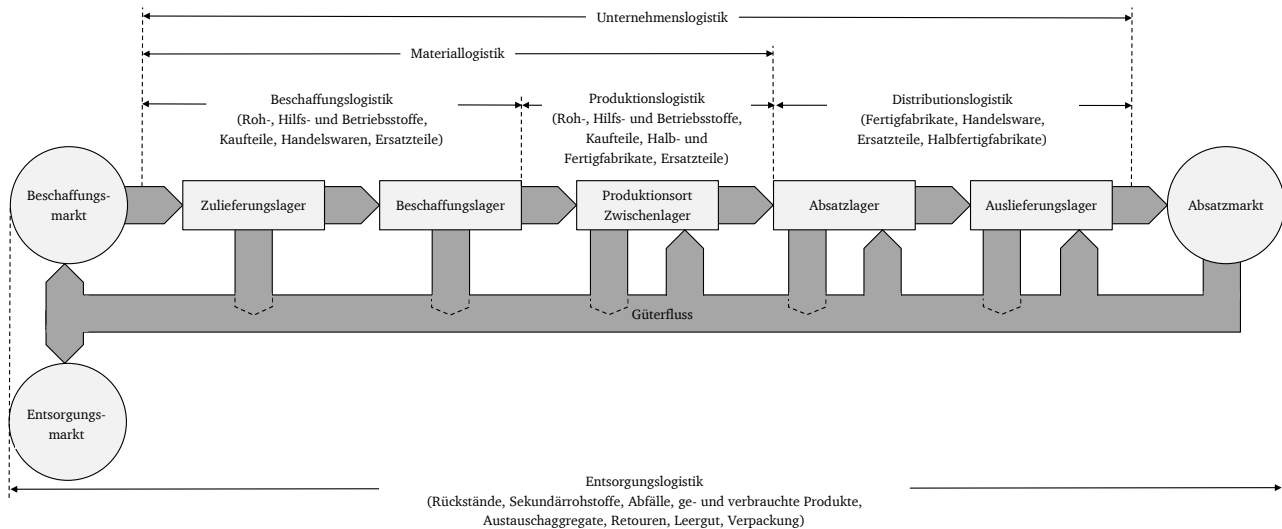 Unternehmenslogistik
Materiallogistik
Beschaffungslogistik
(Roh-, Hilfs- und Betriebsstoffe,
Kaufteile, Handelswaren, Ersatzteile)
Produktionslogistik
(Roh-, Hilfs- und Betriebsstoffe,
Kaufteile, Halb- und
Fertigfabrikate, Ersatzteile)
Distributionslogistik
(Fertigfabrikate, Handelsware,
Ersatzteile, Halbfertigfabrikate)
Beschaffungs-
markt
Zulieferungslager
Beschaffungslager
Produktionsort
Zwischenlager
Absatzlager
Auslieferungslager
Absatzmarkt
Güterfluss
Entsorgungs-
markt
Entsorgungslogistik
(Rückstände, Sekundärrohstoffe, Abfälle, ge- und verbrauchte Produkte,
Austauschaggregate, Retouren, Leergut, Verpackung)